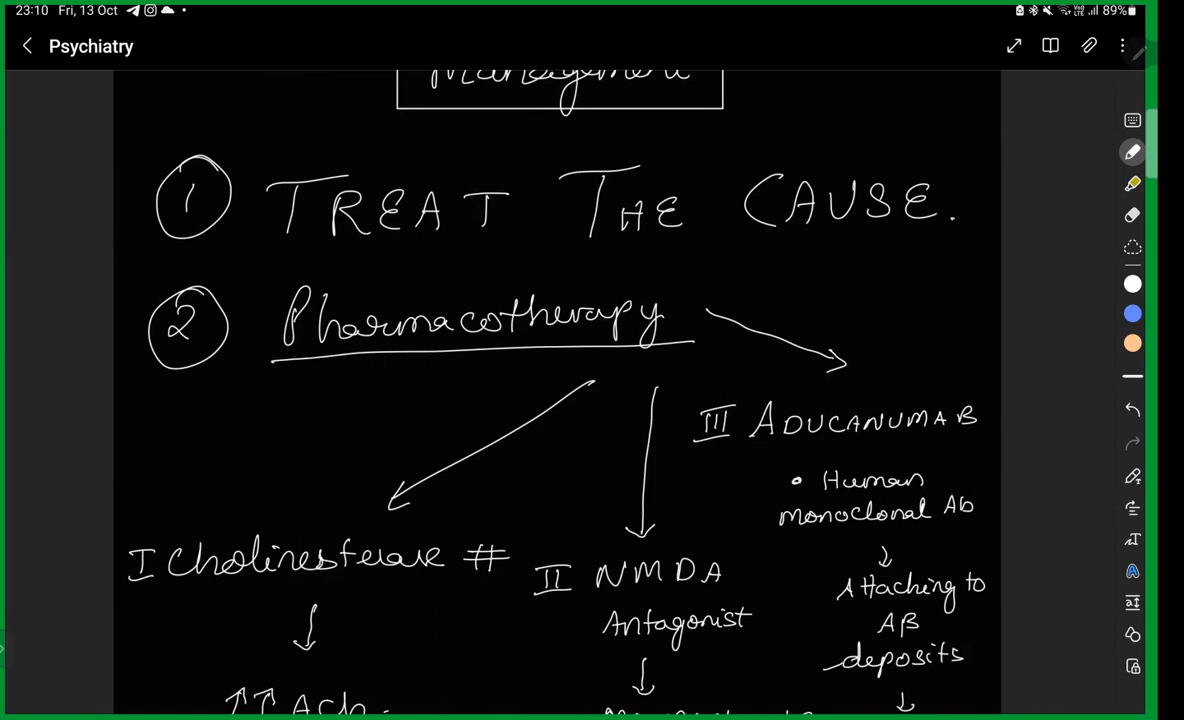 23:10 Fri, 13 Oct
89%
Psychiatry
Management
1 TREAT THE CAUSE.
2 Pharmacotherapy
III ADUCANUMAB
• Human
monoclonal Ab
I Cholinesterase #
II NMDA
Antagonist
Attaching to
Aβ
deposits
↑↑ Ach.